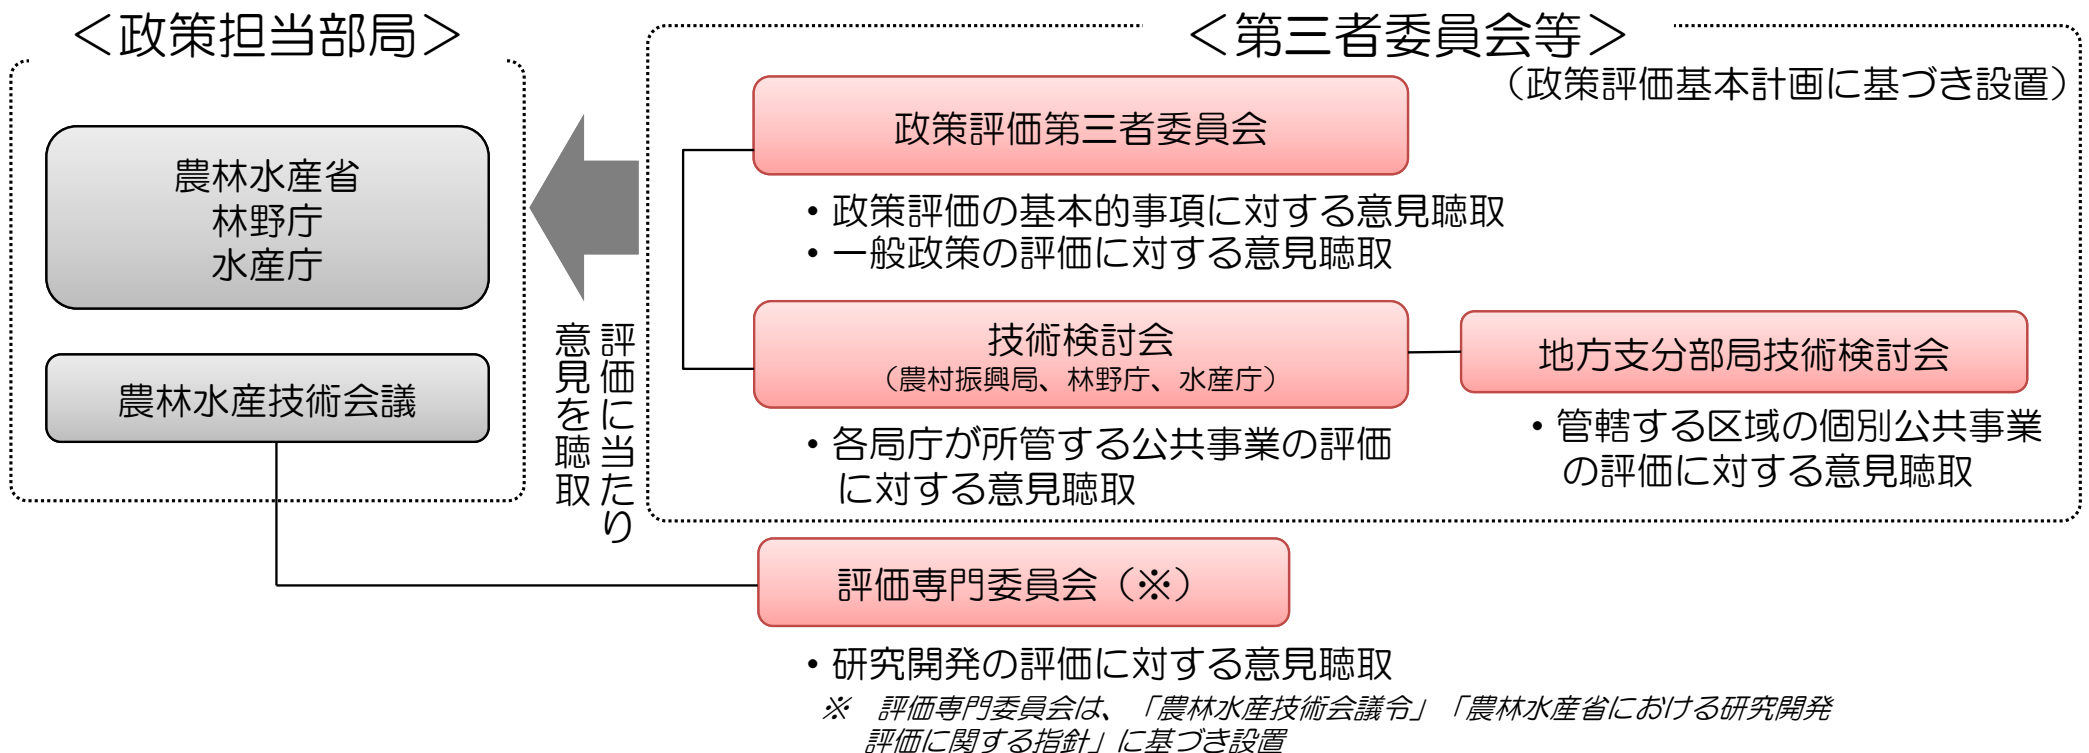 ＜政策担当部局＞
農林水産省
林野庁
水産庁
農林水産技術会議
評価に当たり
意見を聴取
＜第三者委員会等＞
（政策評価基本計画に基づき設置）
政策評価第三者委員会
・政策評価の基本的事項に対する意見聴取
・一般政策の評価に対する意見聴取
技術検討会
（農村振興局、林野庁、水産庁）
・各局庁が所管する公共事業の評価
に対する意見聴取
地方支分部局技術検討会
・管轄する区域の個別公共事業
の評価に対する意見聴取
評価専門委員会（※）
・研究開発の評価に対する意見聴取
※　評価専門委員会は、「農林水産技術会議令」「農林水産省における研究開発
評価に関する指針」に基づき設置